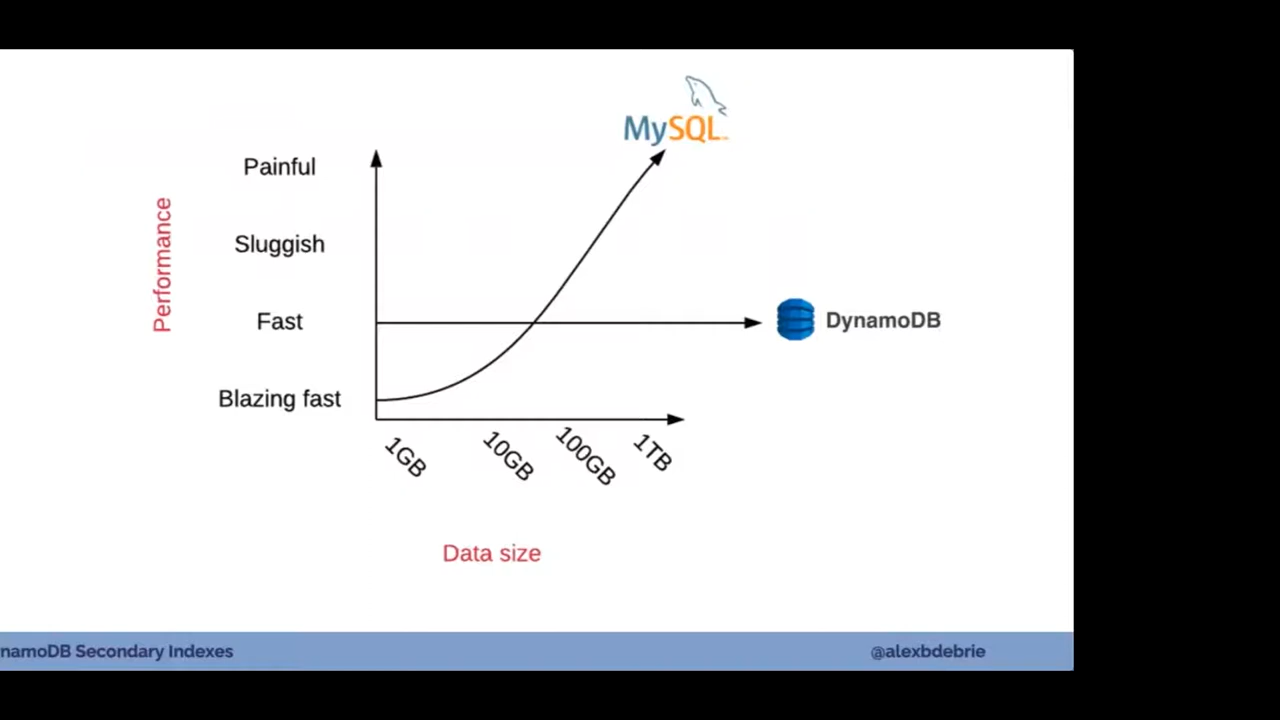 MySQL
Painful
Sluggish
Performance
Fast
DynamoDB
Blazing fast
1GB
10GB
100GB
1TB
Data size
namoDB Secondary Indexes
@alexbdebrie